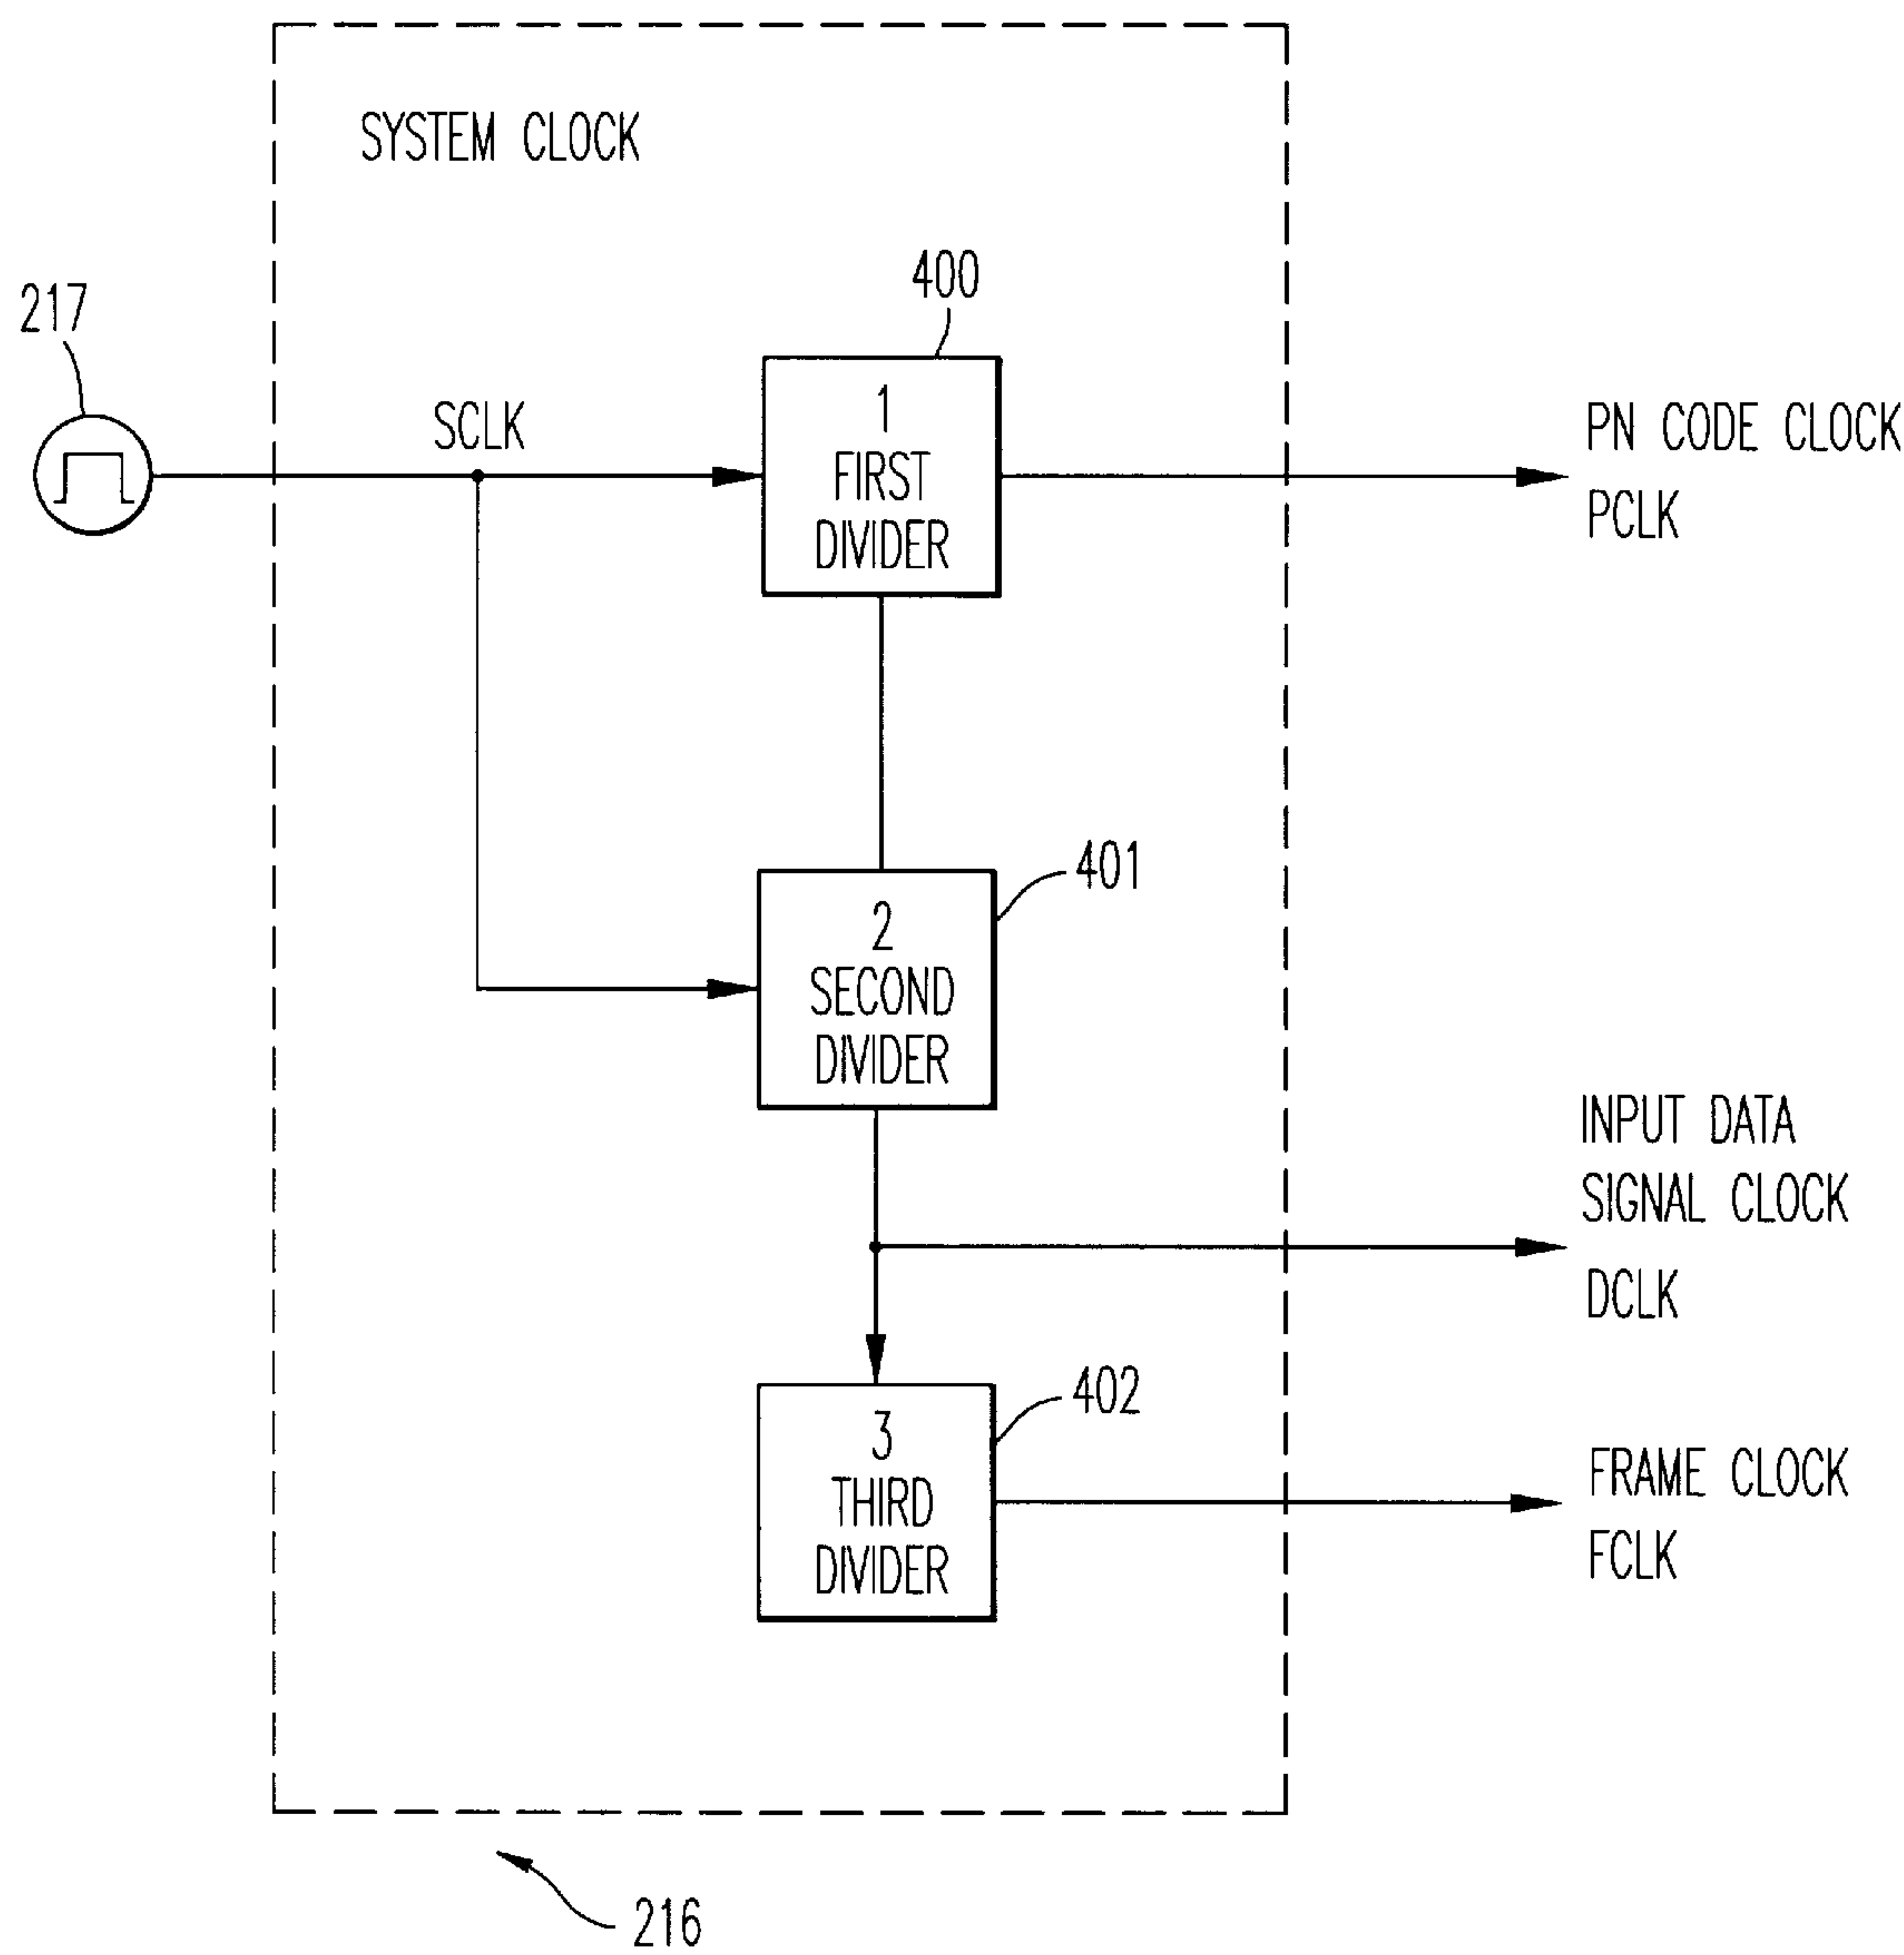 SYSTEM CLOCK
217
SCLK
400
1
FIRST
DIVIDER
PN CODE CLOCK
PCLK
401
2
SECOND
DIVIDER
INPUT DATA
SIGNAL CLOCK
DCLK
402
3
THIRD
DIVIDER
FRAME CLOCK
FCLK
216